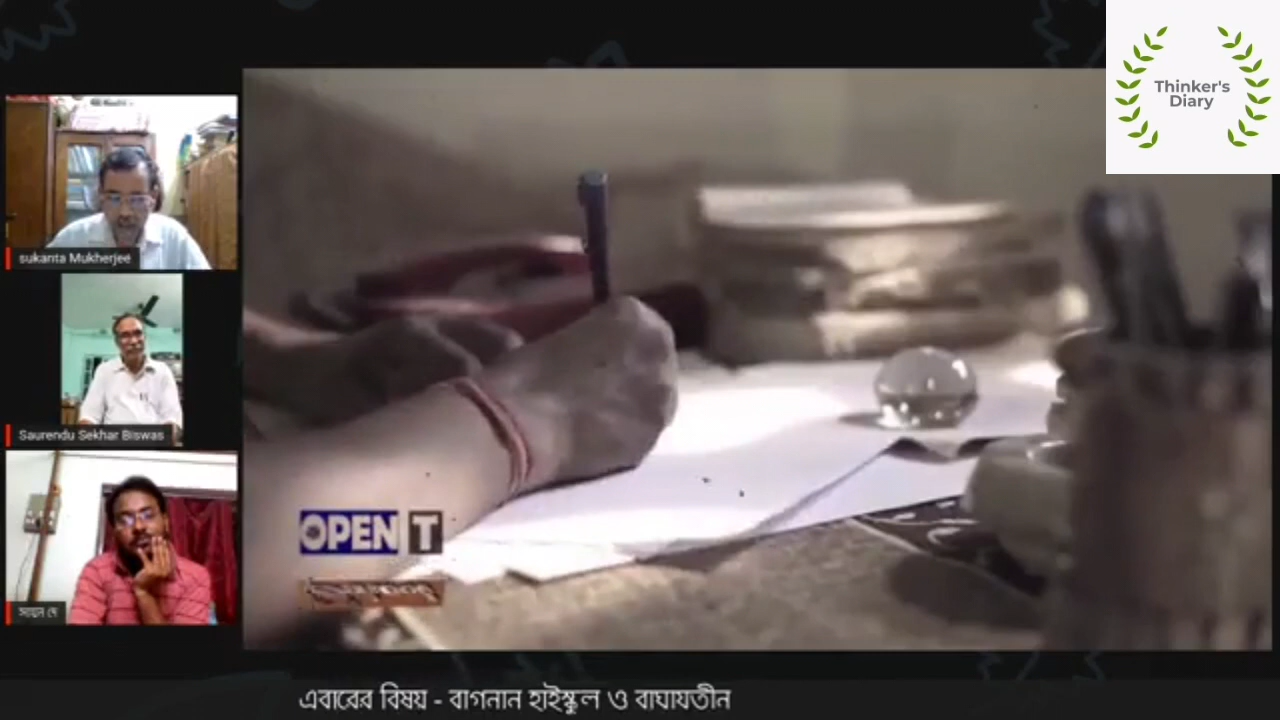 Thinker's
Diary
sukanta Mukherjee
Saurendu Sekhar Biswas
সায়ন দে
OPEN T
এবারের বিষয় - বাগনান হাইস্কুল ও বাঘাযতীন